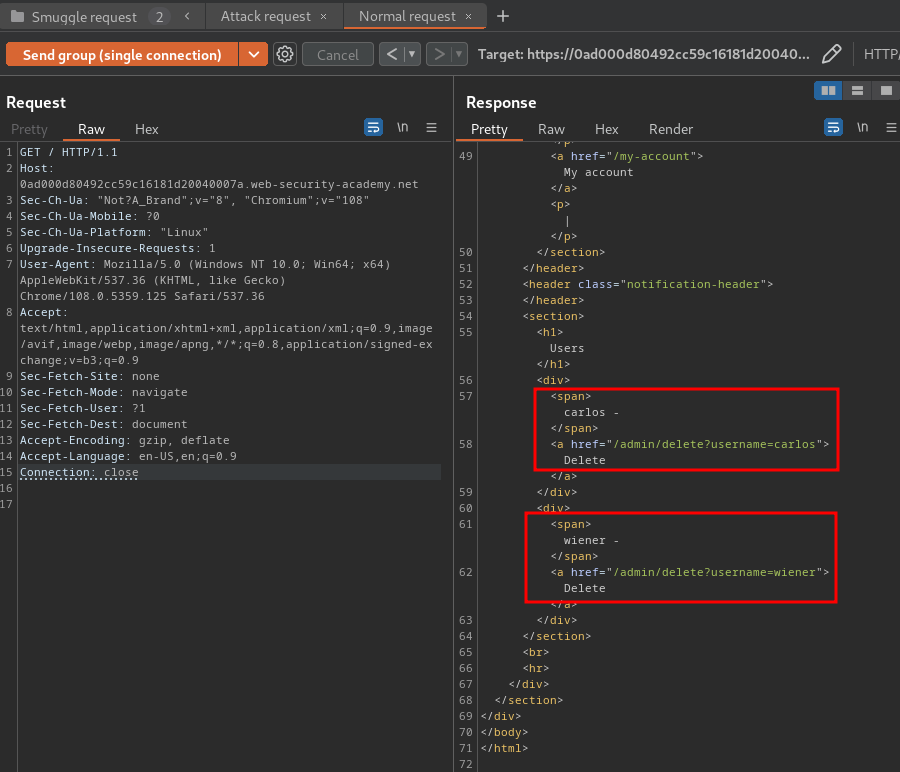 Smuggle request 2 < Attack request × Normal request × +
Send group (single connection) Cancel < > Target: https://0ad000d80492cc59c16181d20040... HTTP/
Request
Pretty Raw Hex \n
1 GET / HTTP/1.1
2 Host:
0ad000d80492cc59c16181d20040007a.web-security-academy.net
3 Sec-Ch-Ua: "Not?A_Brand";v="8", "Chromium";v="108"
4 Sec-Ch-Ua-Mobile: ?0
5 Sec-Ch-Ua-Platform: "Linux"
6 Upgrade-Insecure-Requests: 1
7 User-Agent: Mozilla/5.0 (Windows NT 10.0; Win64; x64)
AppleWebKit/537.36 (KHTML, like Gecko)
Chrome/108.0.5359.125 Safari/537.36
8 Accept:
text/html,application/xhtml+xml,application/xml;q=0.9,image
/avif,image/webp,image/apng,*/*;q=0.8,application/signed-ex
change;v=b3;q=0.9
9 Sec-Fetch-Site: none
10 Sec-Fetch-Mode: navigate
11 Sec-Fetch-User: ?1
12 Sec-Fetch-Dest: document
13 Accept-Encoding: gzip, deflate
14 Accept-Language: en-US,en;q=0.9
15 Connection: close
16
17
Response
Pretty Raw Hex Render \n
</p>
49 <a href="/my-account">
My account
</a>
<p>
|
</p>
50 </section>
51 </header>
52 <header class="notification-header">
53 </header>
54 <section>
55 <h1>
Users
</h1>
56 <div>
57 <span>
carlos -
</span>
58 <a href="/admin/delete?username=carlos">
Delete
</a>
59 </div>
60 <div>
61 <span>
wiener -
</span>
62 <a href="/admin/delete?username=wiener">
Delete
</a>
63 </div>
64 </section>
65 <br>
66 <hr>
67 </div>
68 </section>
69 </div>
70 </body>
71 </html>
72